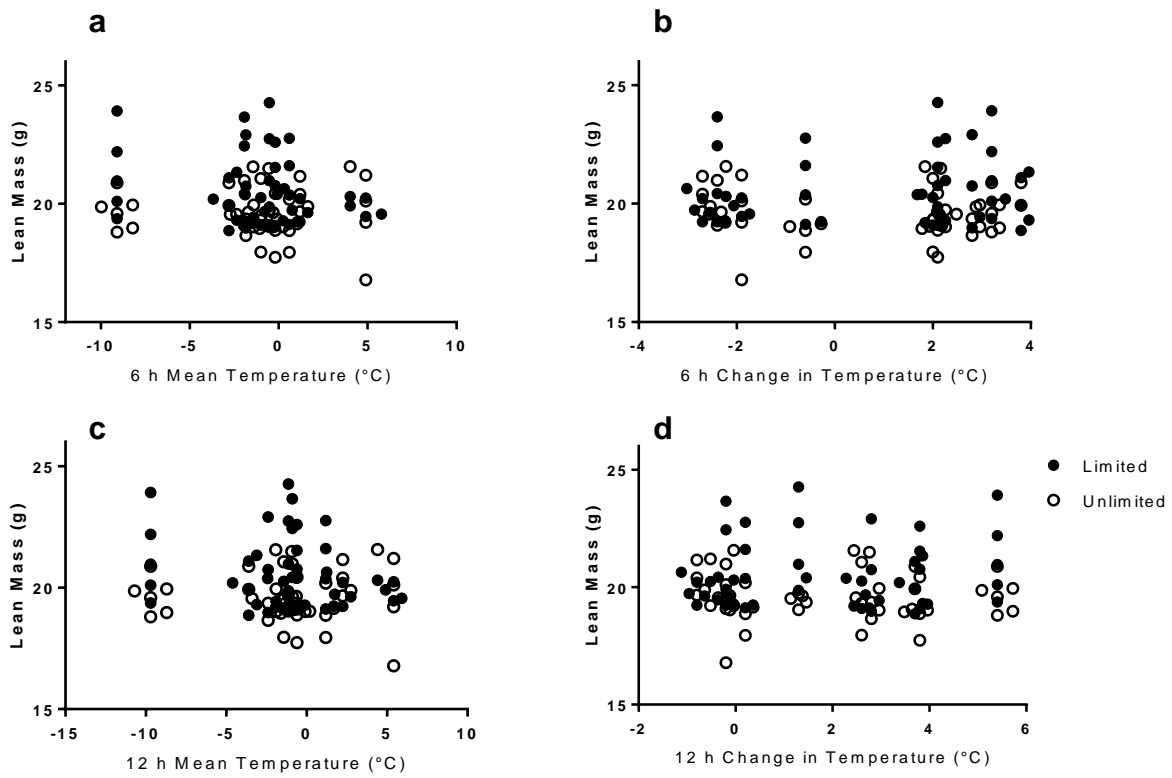 a
25
20
15
Lean Mass (g)
-10 -5 0 5 10
6 h Mean Temperature (°C)
b
25
20
15
Lean Mass (g)
-4 -2 0 2 4
6 h Change in Temperature (°C)
c
25
20
15
Lean Mass (g)
-15 -10 -5 0 5 10
12 h Mean Temperature (°C)
d
25
20
15
Lean Mass (g)
-2 0 2 4 6
12 h Change in Temperature (°C)
Limited
Unlimited